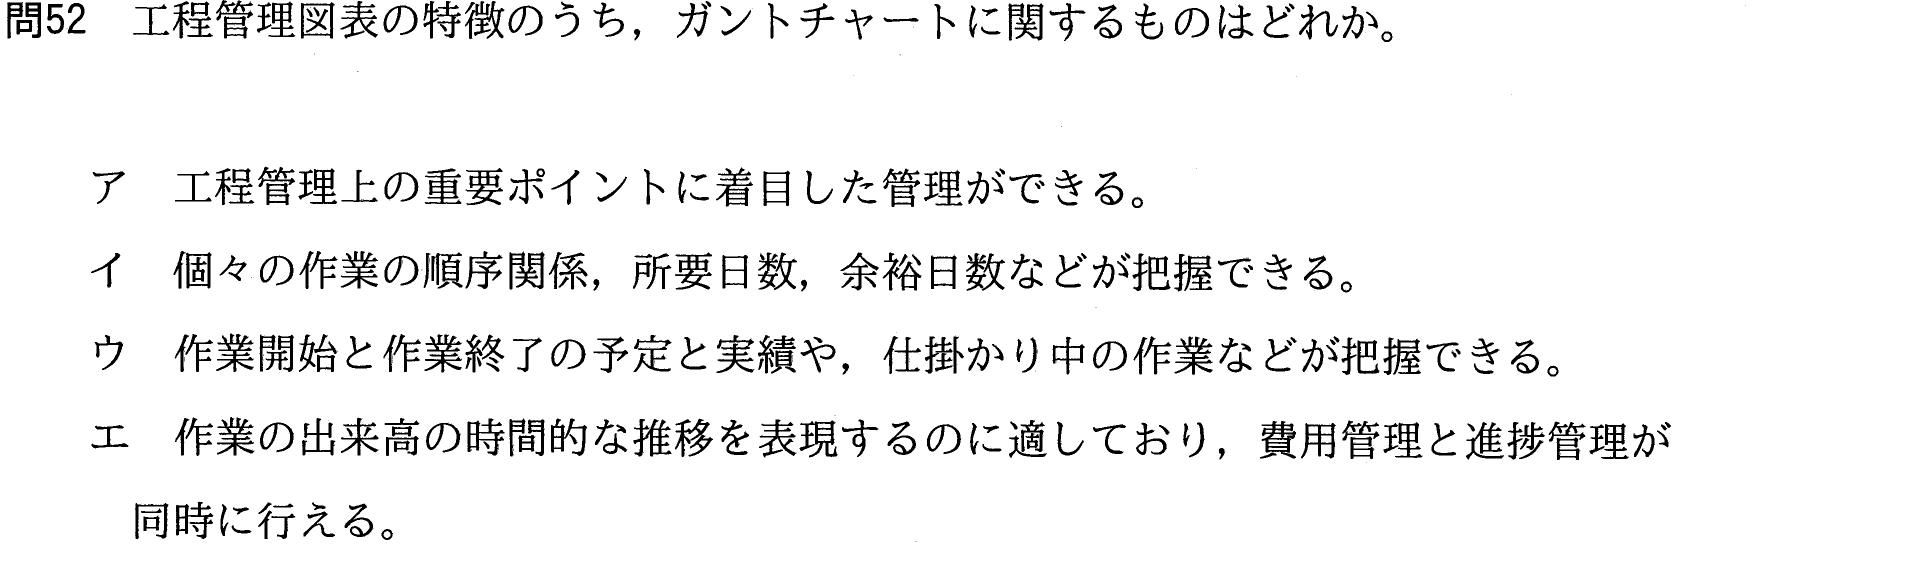 問52　工程管理図表の特徴のうち，ガントチャートに関するものはどれか。
ア　工程管理上の重要ポイントに着目した管理ができる。
イ　個々の作業の順序関係，所要日数，余裕日数などが把握できる。
ウ　作業開始と作業終了の予定と実績や，仕掛かり中の作業などが把握できる。
エ　作業の出来高の時間的な推移を表現するのに適しており，費用管理と進捗管理が
同時に行える。